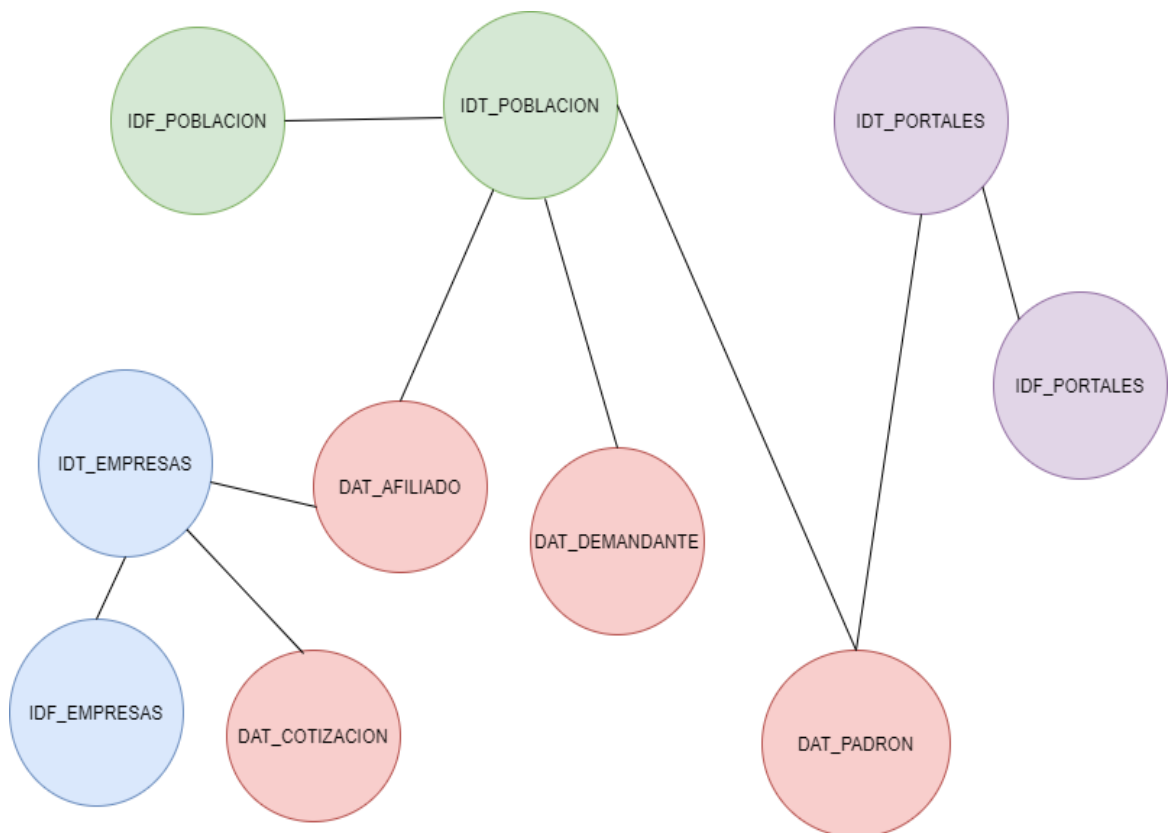 IDF_POBLACION
IDT_POBLACION
IDT_PORTALES
IDF_PORTALES
IDT_EMPRESAS
DAT_AFILIADO
DAT_DEMANDANTE
IDF_EMPRESAS
DAT_COTIZACION
DAT_PADRON